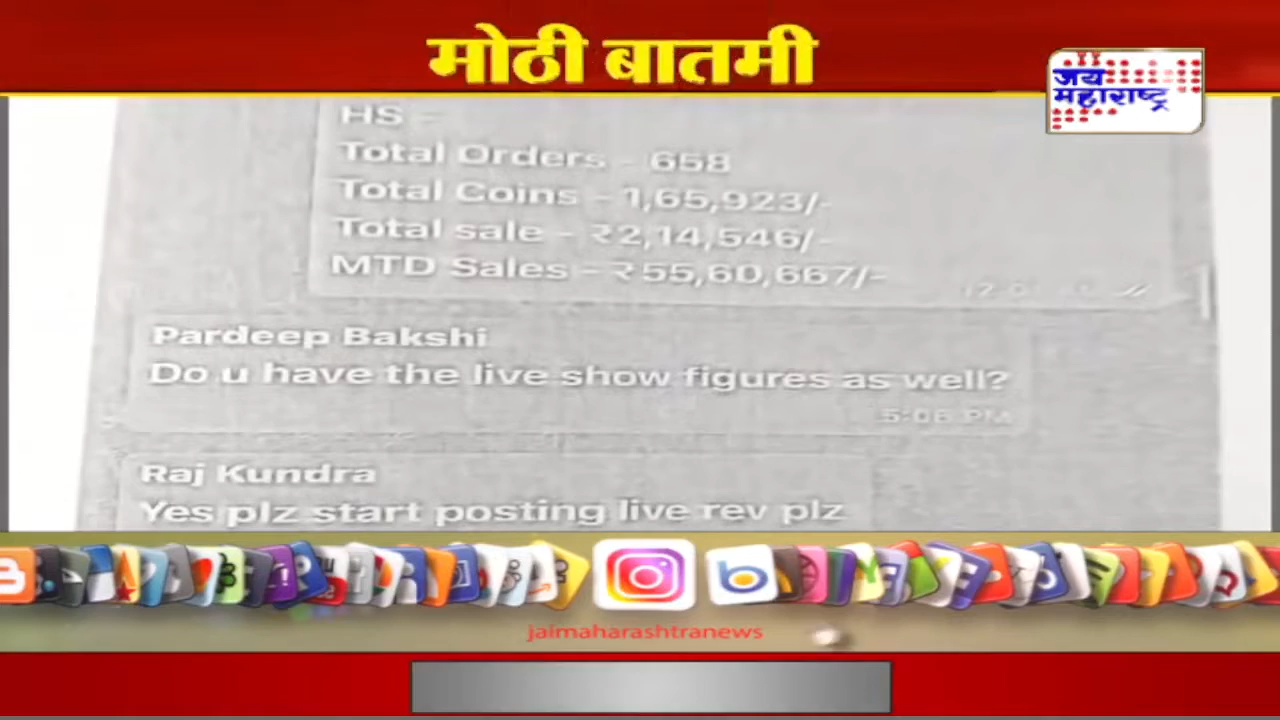 मोठी बातमी
जय
महाराष्ट्र
HS -
Total Orders - 658
Total Coins - 1,65,923/-
Total sale - ₹2,14,546/-
MTD Sales - ₹55,60,667/-
Pardeep Bakshi
Do u have the live show figures as well?
5:06 PM
Raj Kundra
Yes plz start posting live rev plz
jaimaharashtranews